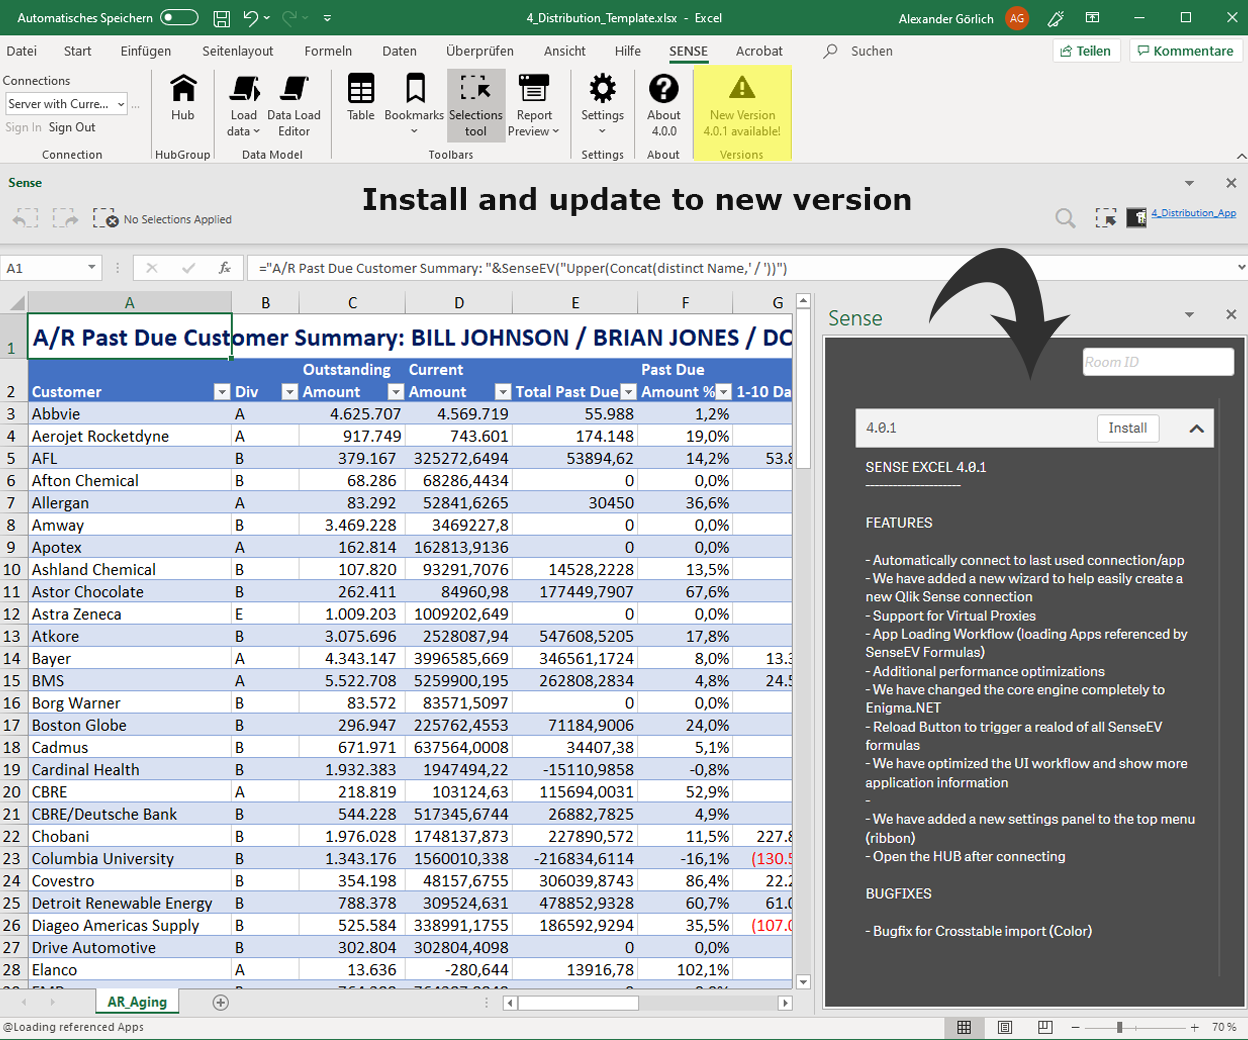 Automatisches Speichern
4_Distribution_Template.xlsx - Excel
Alexander Görlich AG
Datei Start Einfügen Seitenlayout Formeln Daten Überprüfen Ansicht Hilfe SENSE Acrobat Suchen Teilen Kommentare
Connections
Server with Curre... ...
Sign In Sign Out
Connection
Hub
HubGroup
Load data
Data Load Editor
Data Model
Table
Bookmarks
Selections tool
Report Preview
Toolbars
Settings
Settings
About 4.0.0
About
New Version
4.0.1 available!
Versions
Sense
Install and update to new version
No Selections Applied
4_Distribution_App
A1 fx ="A/R Past Due Customer Summary: "&SenseEV("Upper(Concat(distinct Name,' / '))")
A B C D E F G
1 A/R Past Due Customer Summary: BILL JOHNSON / BRIAN JONES / DO
Outstanding Current Past Due
2 Customer Div Amount Amount Total Past Due Amount % 1-10 Da
3 Abbvie A 4.625.707 4.569.719 55.988 1,2%
4 Aerojet Rocketdyne A 917.749 743.601 174.148 19,0%
5 AFL B 379.167 325272,6494 53894,62 14,2% 53.8
6 Afton Chemical B 68.286 68286,4434 0 0,0%
7 Allergan A 83.292 52841,6265 30450 36,6%
8 Amway B 3.469.228 3469227,8 0 0,0%
9 Apotex A 162.814 162813,9136 0 0,0%
10 Ashland Chemical B 107.820 93291,7076 14528,2228 13,5%
11 Astor Chocolate B 262.411 84960,98 177449,7907 67,6%
12 Astra Zeneca E 1.009.203 1009202,649 0 0,0%
13 Atkore B 3.075.696 2528087,94 547608,5205 17,8%
14 Bayer A 4.343.147 3996585,669 346561,1724 8,0% 13.3
15 BMS A 5.522.708 5259900,195 262808,2834 4,8% 24.5
16 Borg Warner B 83.572 83571,5097 0 0,0%
17 Boston Globe B 296.947 225762,4553 71184,9006 24,0%
18 Cadmus B 671.971 637564,0008 34407,38 5,1%
19 Cardinal Health B 1.932.383 1947494,22 -15110,9858 -0,8%
20 CBRE A 218.819 103124,63 115694,0031 52,9%
21 CBRE/Deutsche Bank B 544.228 517345,6744 26882,7825 4,9%
22 Chobani B 1.976.028 1748137,873 227890,572 11,5% 227.8
23 Columbia University B 1.343.176 1560010,338 -216834,6114 -16,1% (130.5
24 Covestro B 354.198 48157,6755 306039,8743 86,4% 22.2
25 Detroit Renewable Energy B 788.378 309524,631 478852,9328 60,7% 61.0
26 Diageo Americas Supply B 525.584 338991,1755 186592,9294 35,5% (107.0
27 Drive Automotive B 302.804 302804,4098 0 0,0%
28 Elanco A 13.636 -280,644 13916,78 102,1%
AR_Aging
@Loading referenced Apps
Sense
Room ID
4.0.1 Install
SENSE EXCEL 4.0.1
---------------------
FEATURES
- Automatically connect to last used connection/app
- We have added a new wizard to help easily create a
new Qlik Sense connection
- Support for Virtual Proxies
- App Loading Workflow (loading Apps referenced by
SenseEV Formulas)
- Additional performance optimizations
- We have changed the core engine completely to
Enigma.NET
- Reload Button to trigger a realod of all SenseEV
formulas
- We have optimized the UI workflow and show more
application information
-
- We have added a new settings panel to the top menu
(ribbon)
- Open the HUB after connecting
BUGFIXES
- Bugfix for Crosstable import (Color)
70 %